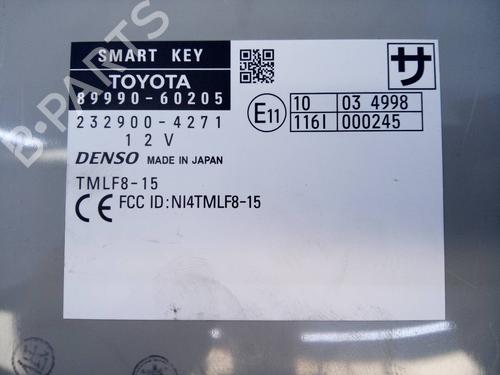 SMART KEY
TOYOTA
89990-60205
232900-4271
12V
DENSO MADE IN JAPAN
TMLF8-15
CE FCC ID:NI4TMLF8-15
サ
E11
10 03 4998
116I 000245
B-PARTS